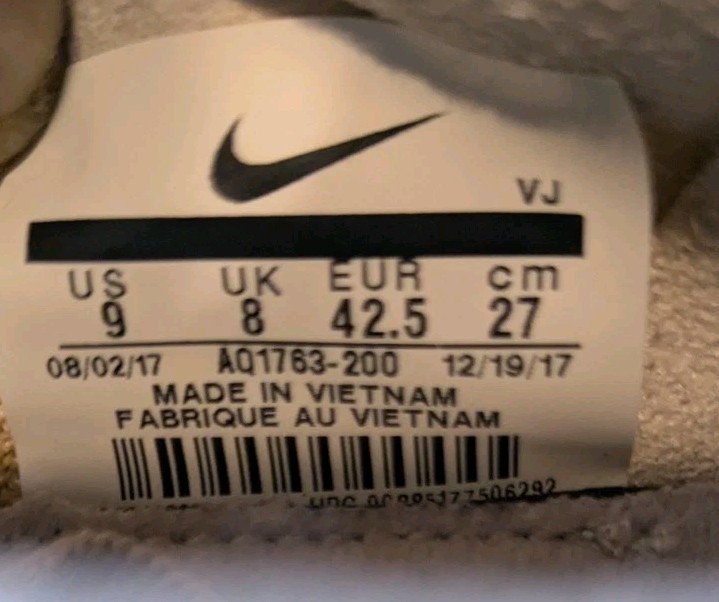 VJ
US UK EUR cm
9 8 42.5 27
08/02/17 AQ1763-200 12/19/17
MADE IN VIETNAM
FABRIQUE AU VIETNAM